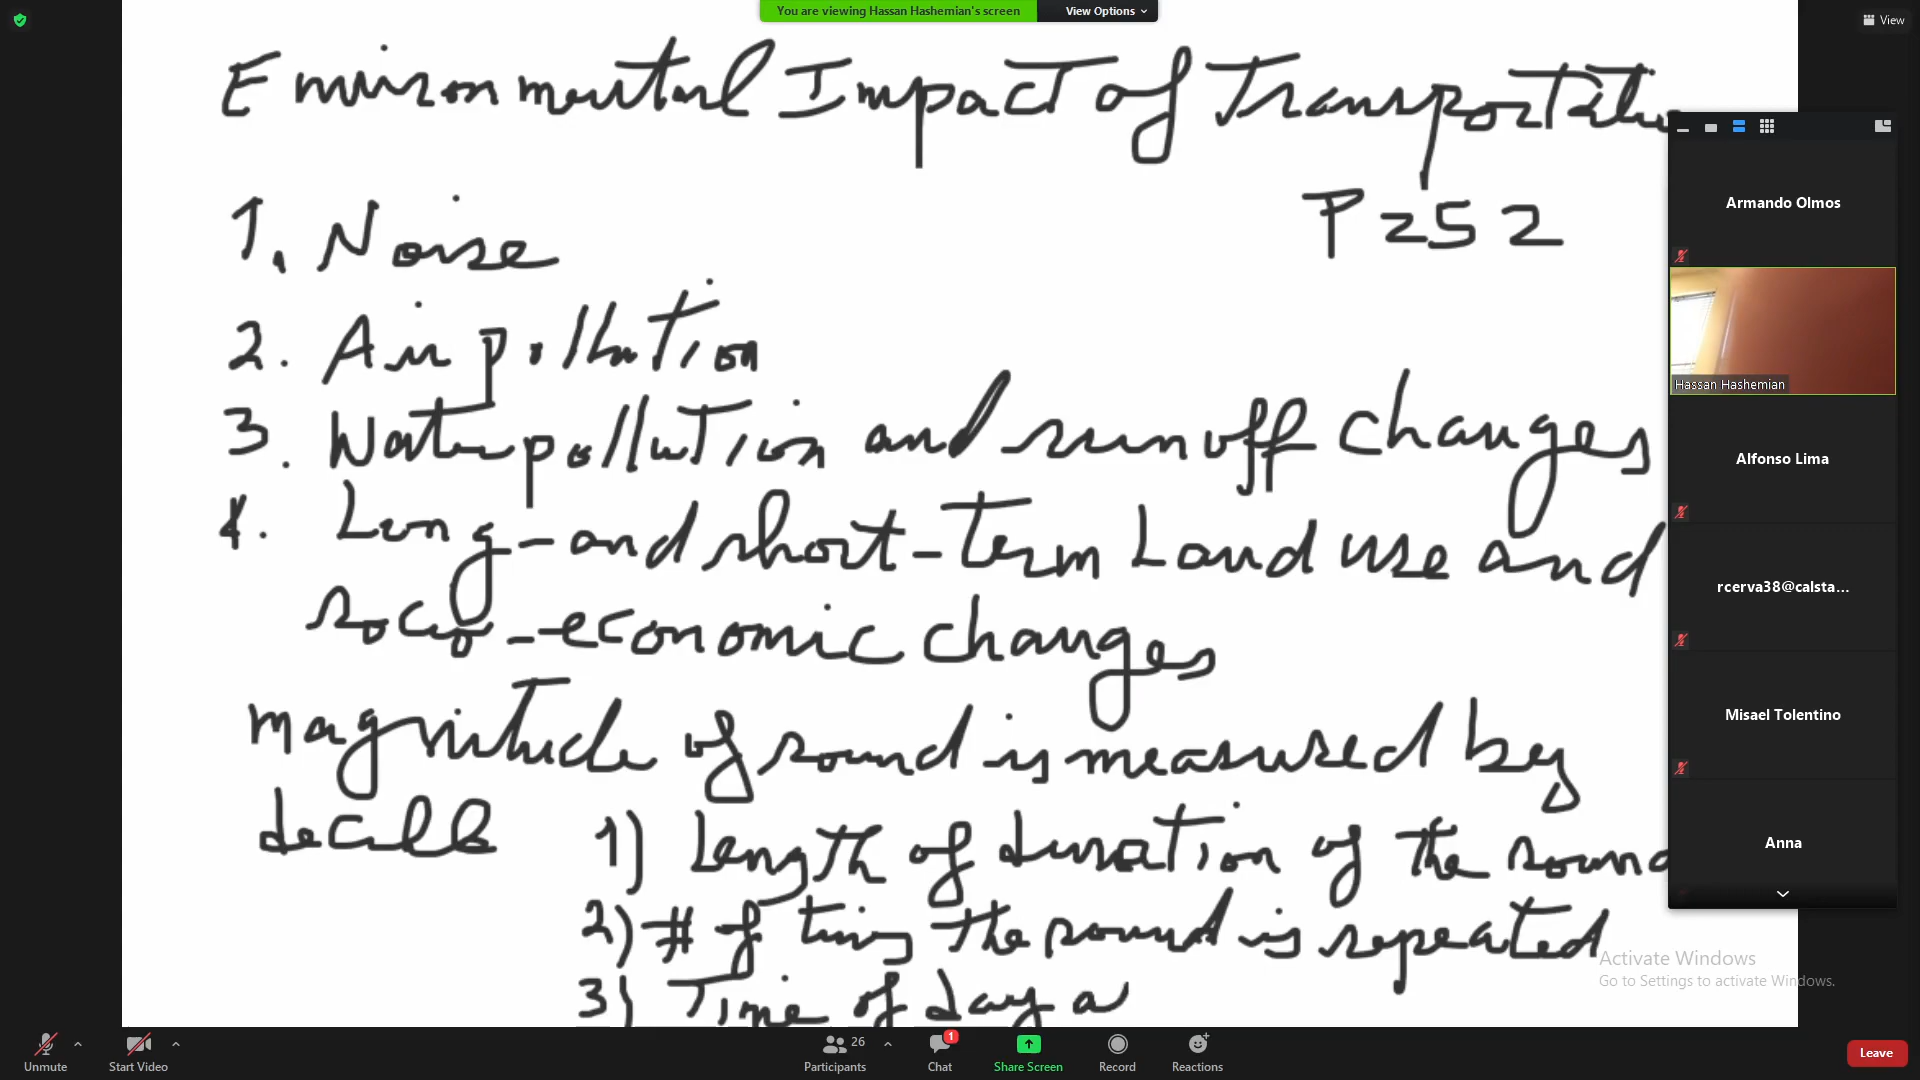 You are viewing Hassan Hashemian's screen
View Options
View
Environmental Impact of Transportation
P 252
1. Noise
2. Air pollution
3. Water pollution and runoff changes
4. Long-and short-term Land use and
socio-economic changes
magnitude of sound is measured by
decibels
1) Length of duration of the sound
2) # of times the sound is repeated
3) Time of day a
Armando Olmos
Hassan Hashemian
Alfonso Lima
rcerva38@calsta...
Misael Tolentino
Anna
Activate Windows
Go to Settings to activate Windows.
Unmute
Start Video
26
Participants
1
Chat
Share Screen
Record
Reactions
Leave